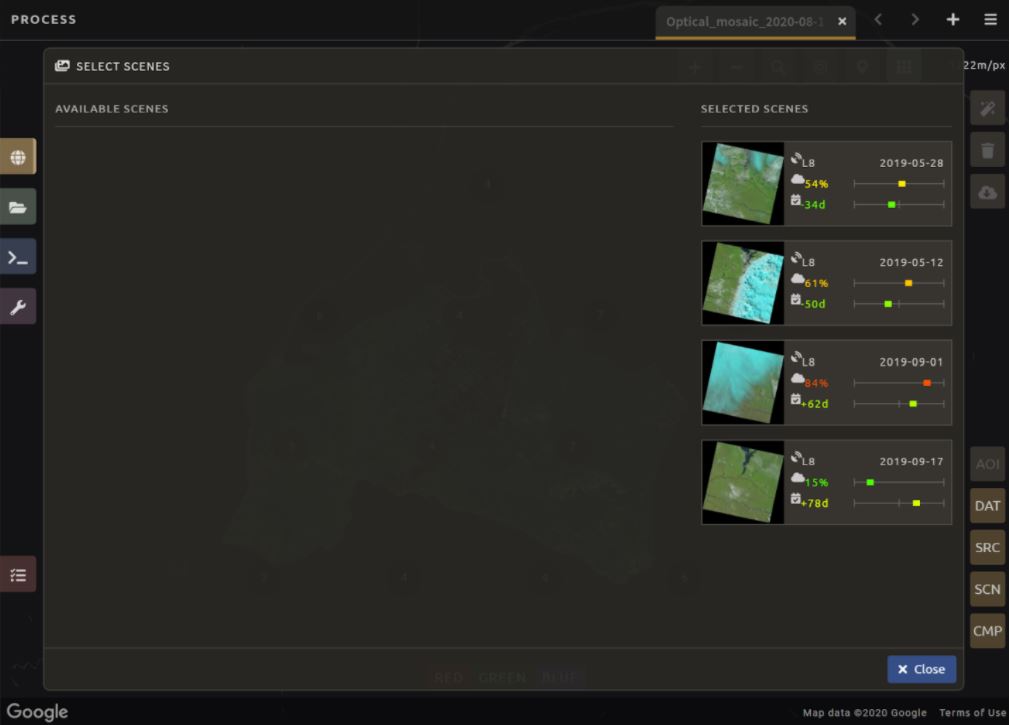 PROCESS
Optical_mosaic_2020-08-1
SELECT SCENES
22m/px
AVAILABLE SCENES
SELECTED SCENES
L8 2019-05-28
54%
-34d
L8 2019-05-12
61%
-50d
L8 2019-09-01
84%
+62d
L8 2019-09-17
15%
+78d
AOI
DAT
SRC
SCN
CMP
RED GREEN BLUE
Close
Google
Map data ©2020 Google Terms of Use